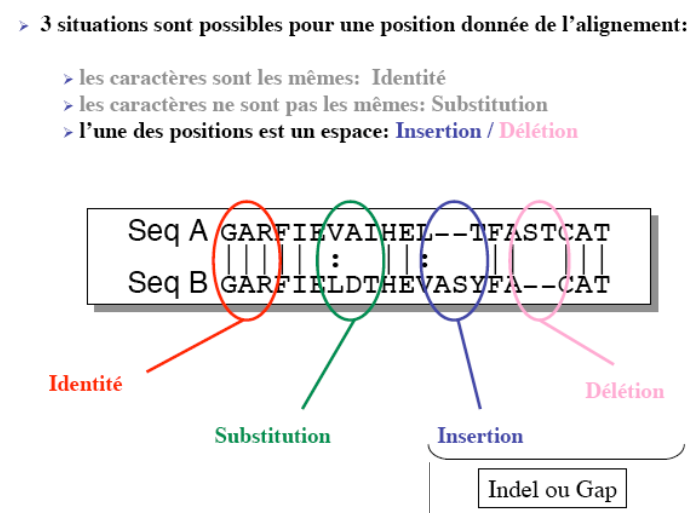 ➢ 3 situations sont possibles pour une position donnée de l'alignement:
➢ les caractères sont les mêmes: Identité
➢ les caractères ne sont pas les mêmes: Substitution
➢ l'une des positions est un espace: Insertion / Délétion
Seq A GARFIEVAIHEL--TFASTCAT
|||||| : ||: || |||
Seq B GARFIELDTHEVASYFA--CAT
Identité
Délétion
Substitution
Insertion
Indel ou Gap